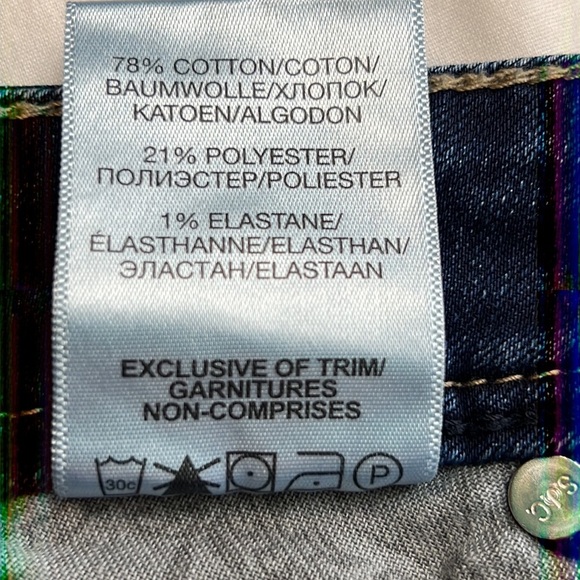 78% COTTON/COTON/
BAUMWOLLE/ХЛОПОК/
KATOEN/ALGODON
21% POLYESTER/
ПОЛИЭСТЕР/POLIESTER
1% ELASTANE/
ÉLASTHANNE/ELASTHAN/
ЭЛАСТАН/ELASTAAN
EXCLUSIVE OF TRIM/
GARNITURES
NON-COMPRISES
30c P